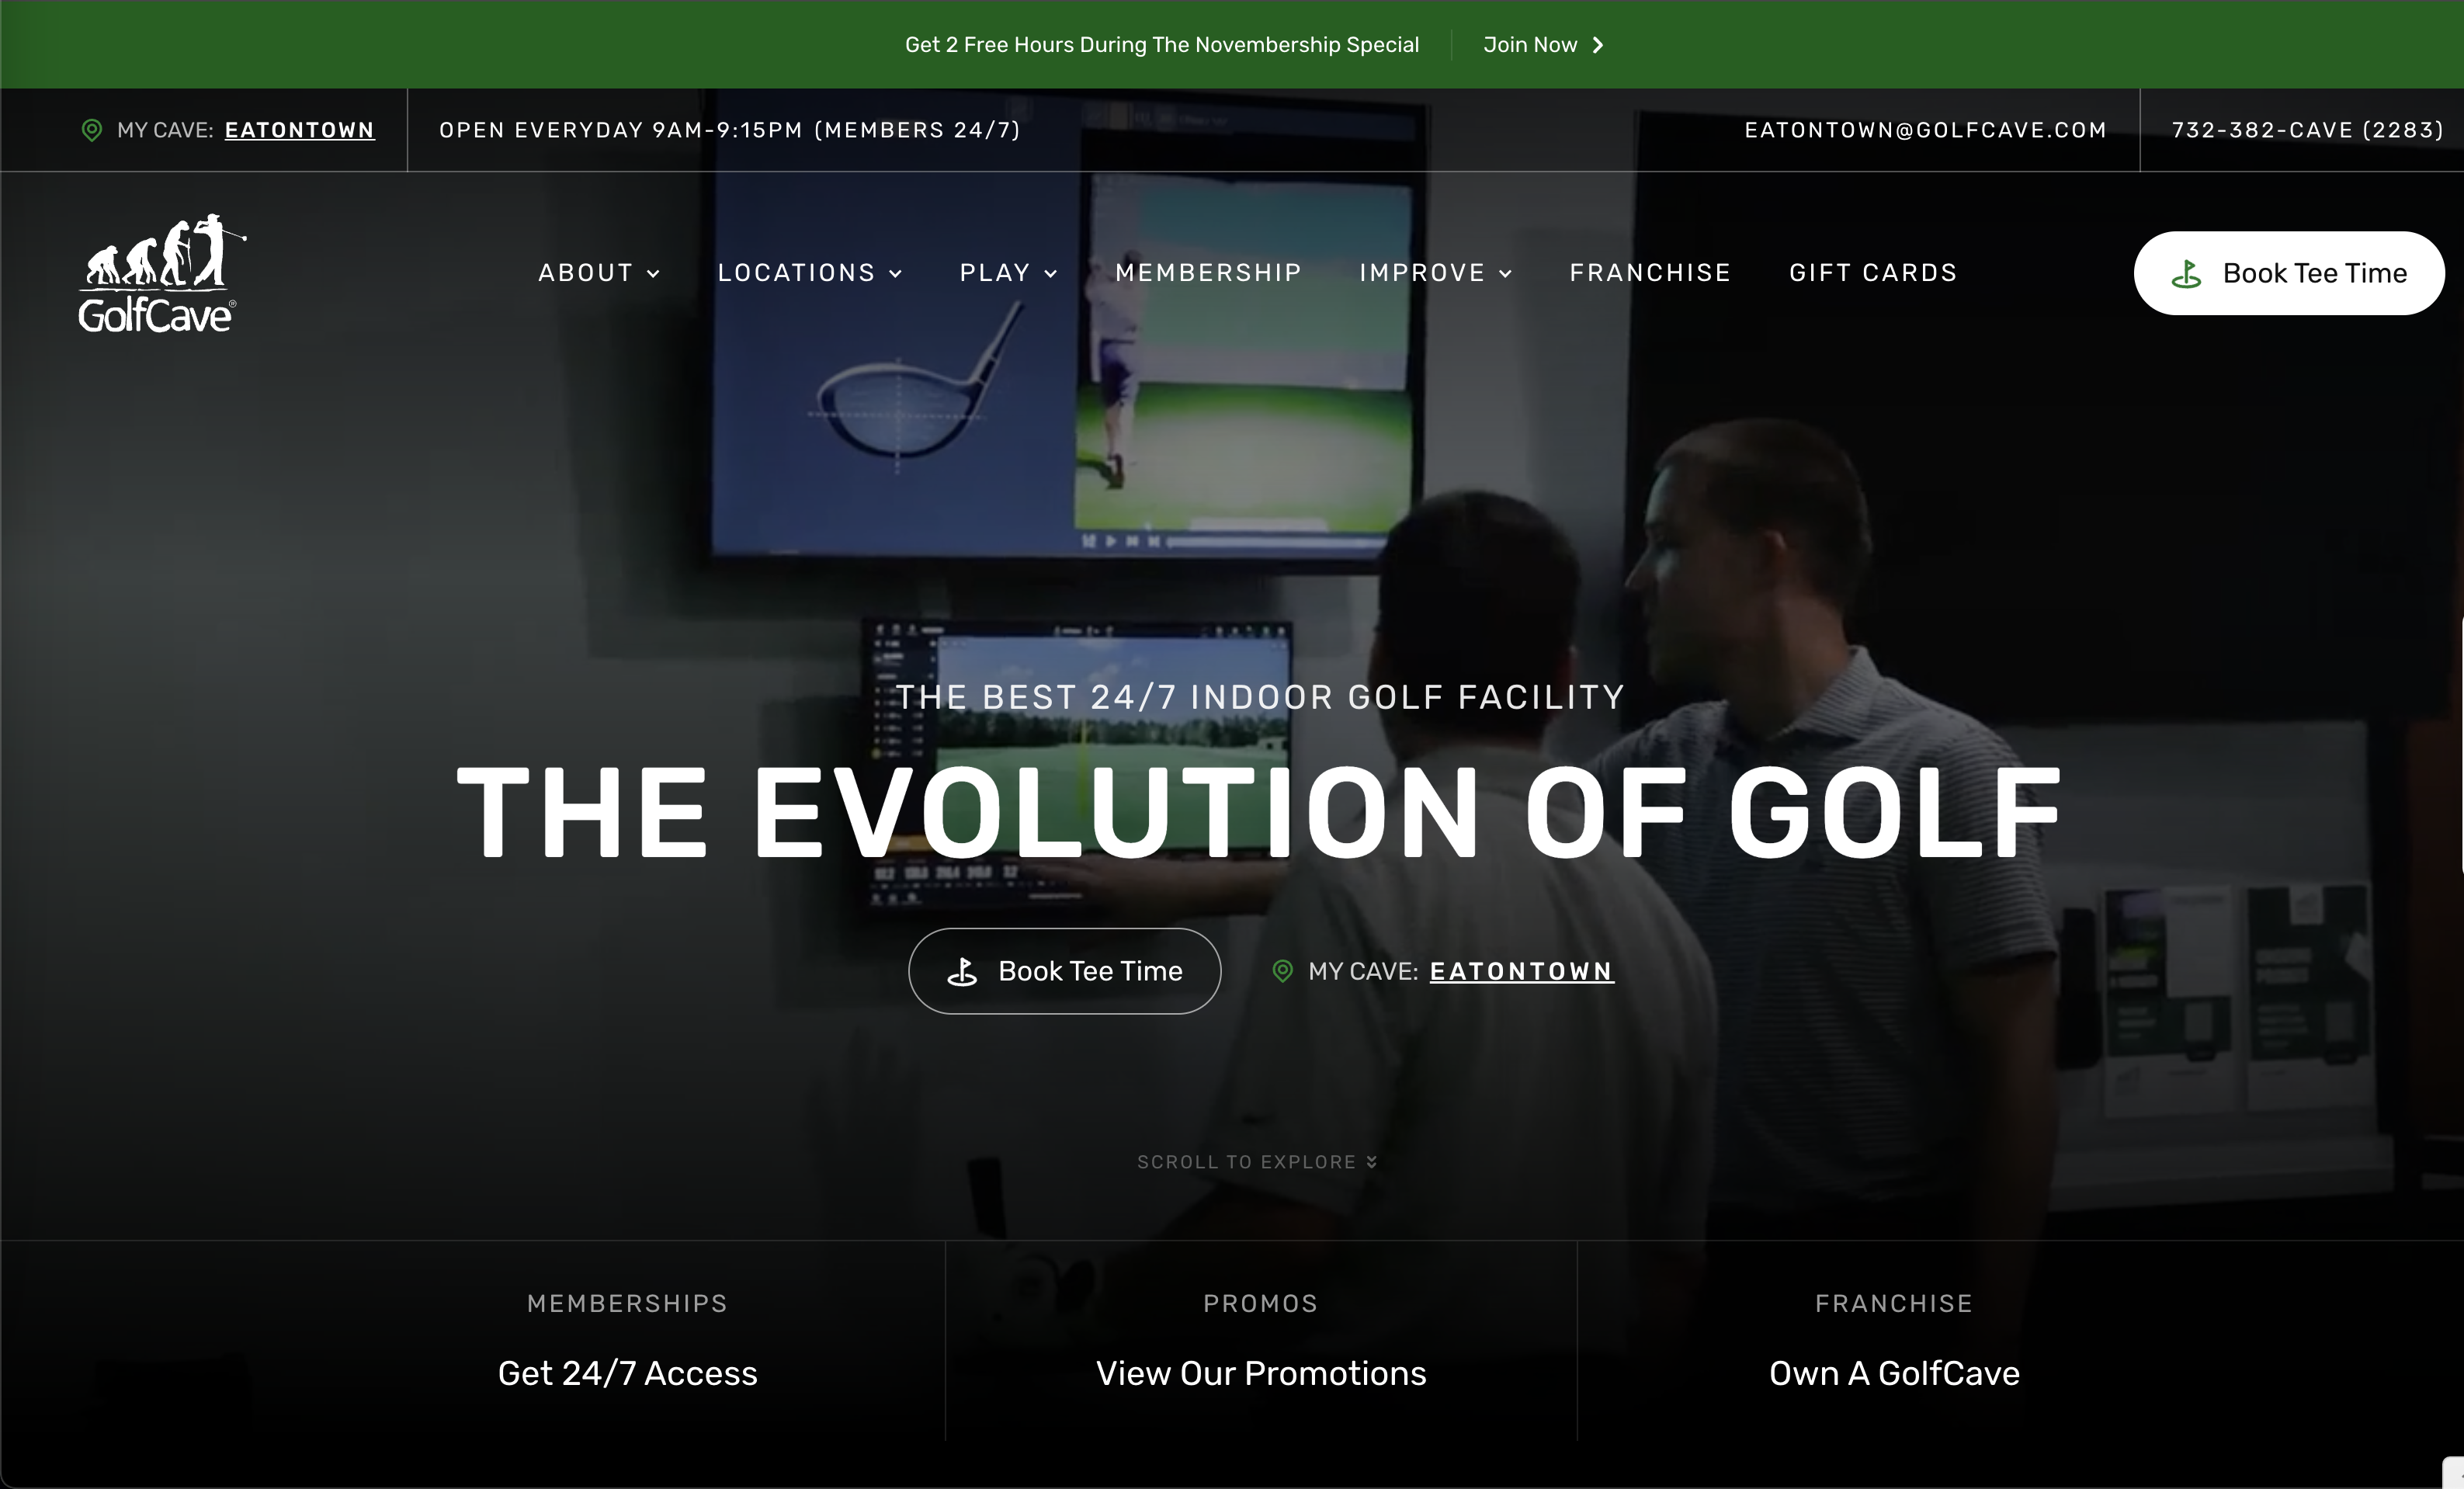 Get 2 Free Hours During The Novembership Special Join Now
MY CAVE: EATONTOWN OPEN EVERYDAY 9AM-9:15PM (MEMBERS 24/7) EATONTOWN@GOLFCAVE.COM 732-382-CAVE (2283)
GolfCave®
ABOUT LOCATIONS PLAY MEMBERSHIP IMPROVE FRANCHISE GIFT CARDS Book Tee Time
THE BEST 24/7 INDOOR GOLF FACILITY
THE EVOLUTION OF GOLF
Book Tee Time MY CAVE: EATONTOWN
SCROLL TO EXPLORE
MEMBERSHIPS PROMOS FRANCHISE
Get 24/7 Access View Our Promotions Own A GolfCave